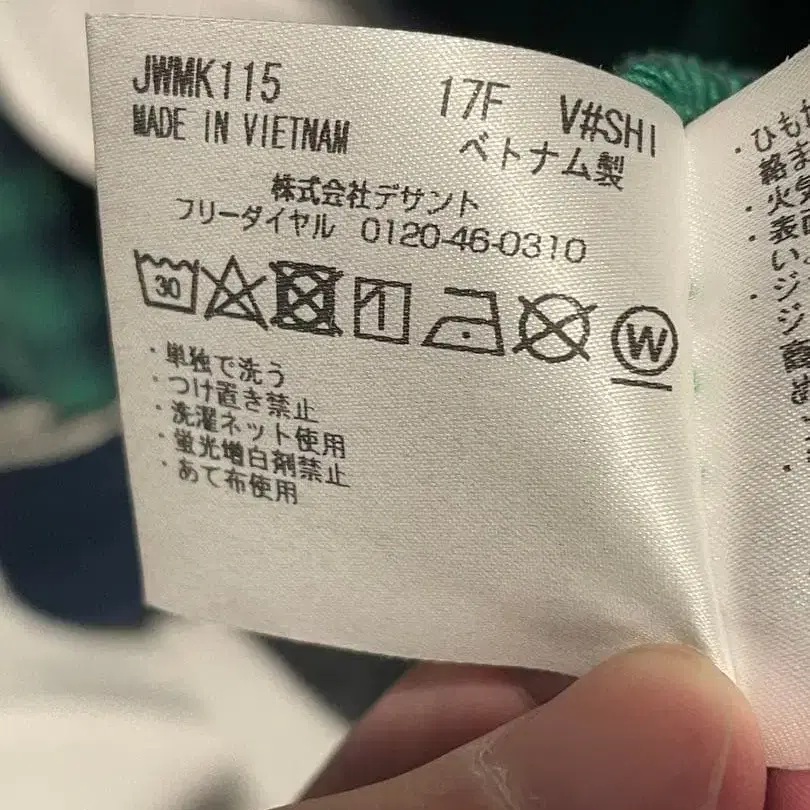 JWMK115 17F V#SHI
MADE IN VIETNAM ベトナム製
株式会社デサント
フリーダイヤル 0120-46-0310
30
W
・単独で洗う
・つけ置き禁止
・洗濯ネット使用
・蛍光増白剤禁止
・あて布使用